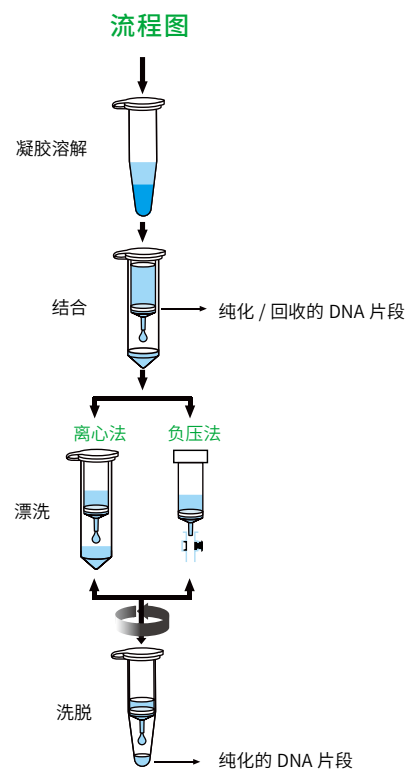 流程图
凝胶溶解
结合
纯化 / 回收的 DNA 片段
离心法
负压法
漂洗
洗脱
纯化的 DNA 片段